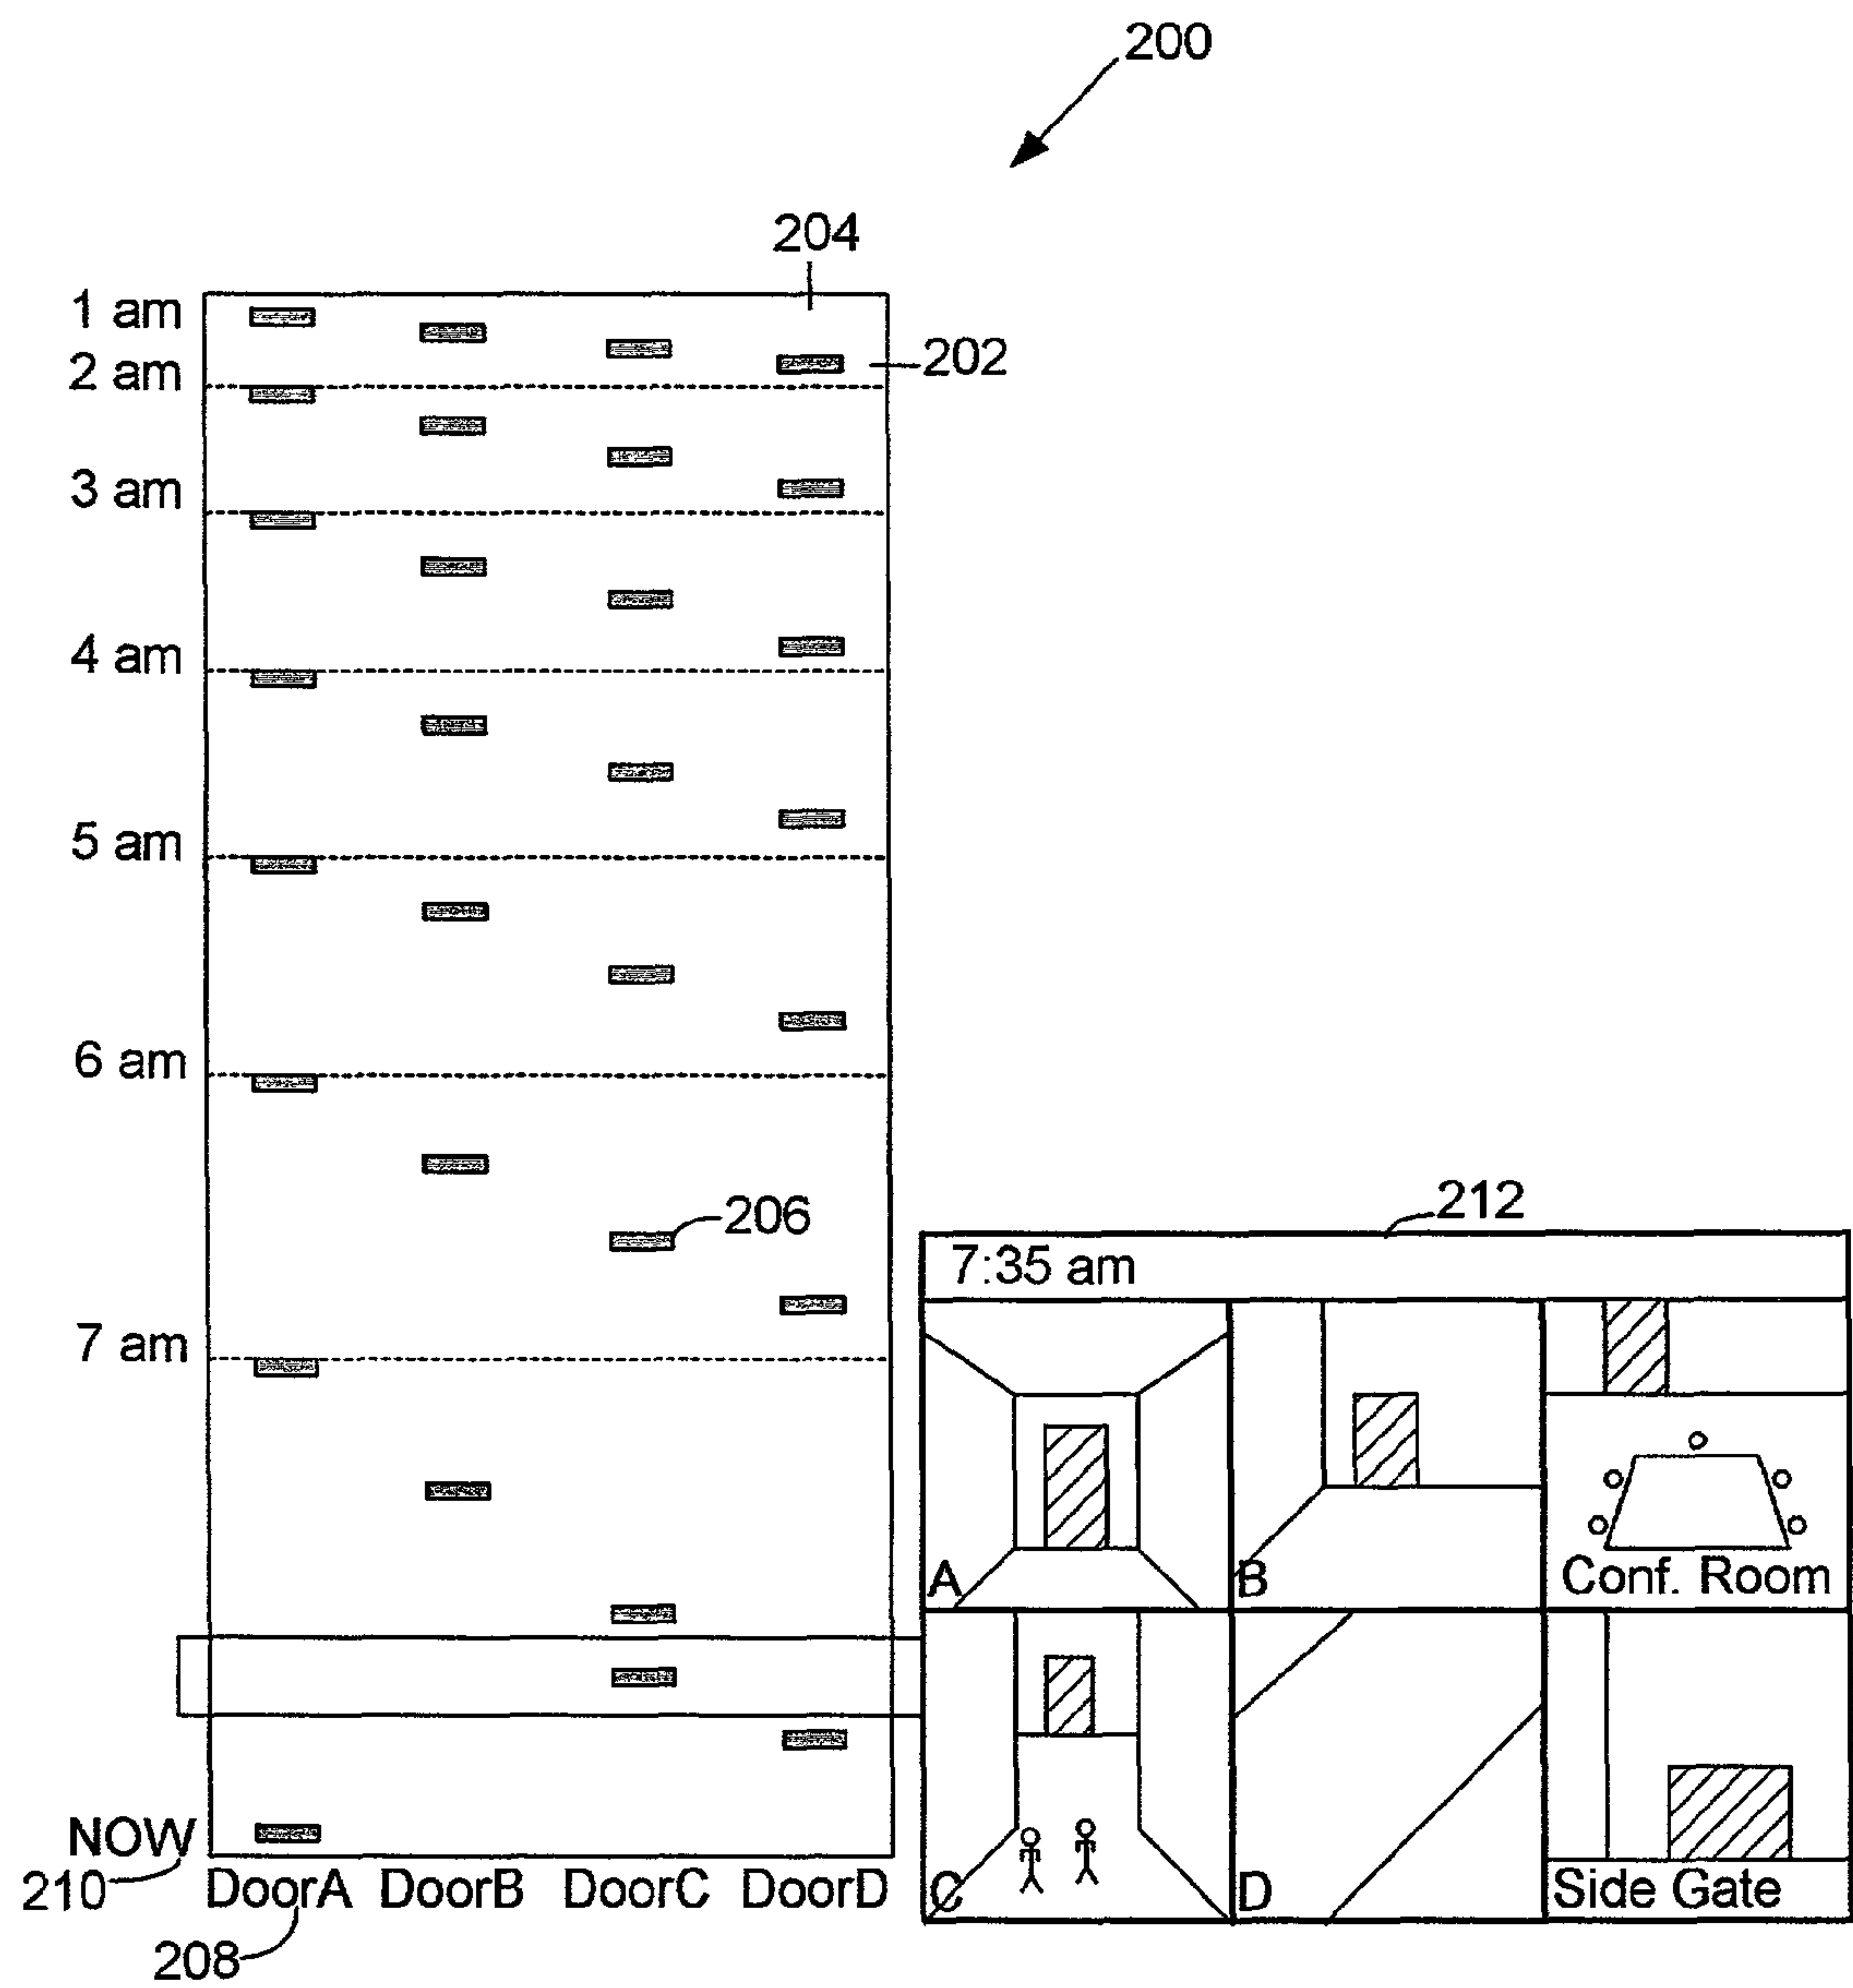 200
204
1 am
202
2 am
3 am
4 am
5 am
6 am
206
212
7:35 am
7 am
A
B
Conf. Room
NOW
210
DoorA DoorB DoorC DoorD
C
D
Side Gate
208